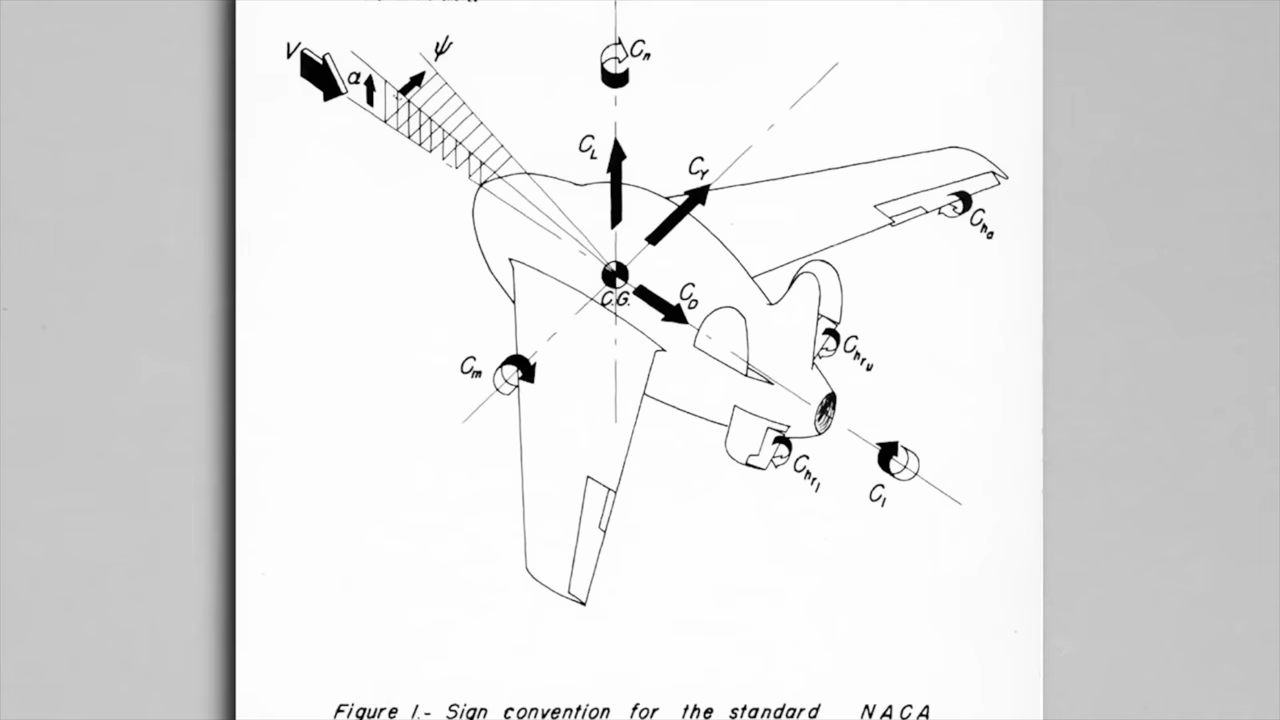 V
α
ψ
Cn
CL
CY
Cha
C.G.
CD
Cm
Chru
Chrl
Cl
Figure 1.- Sign convention for the standard NACA